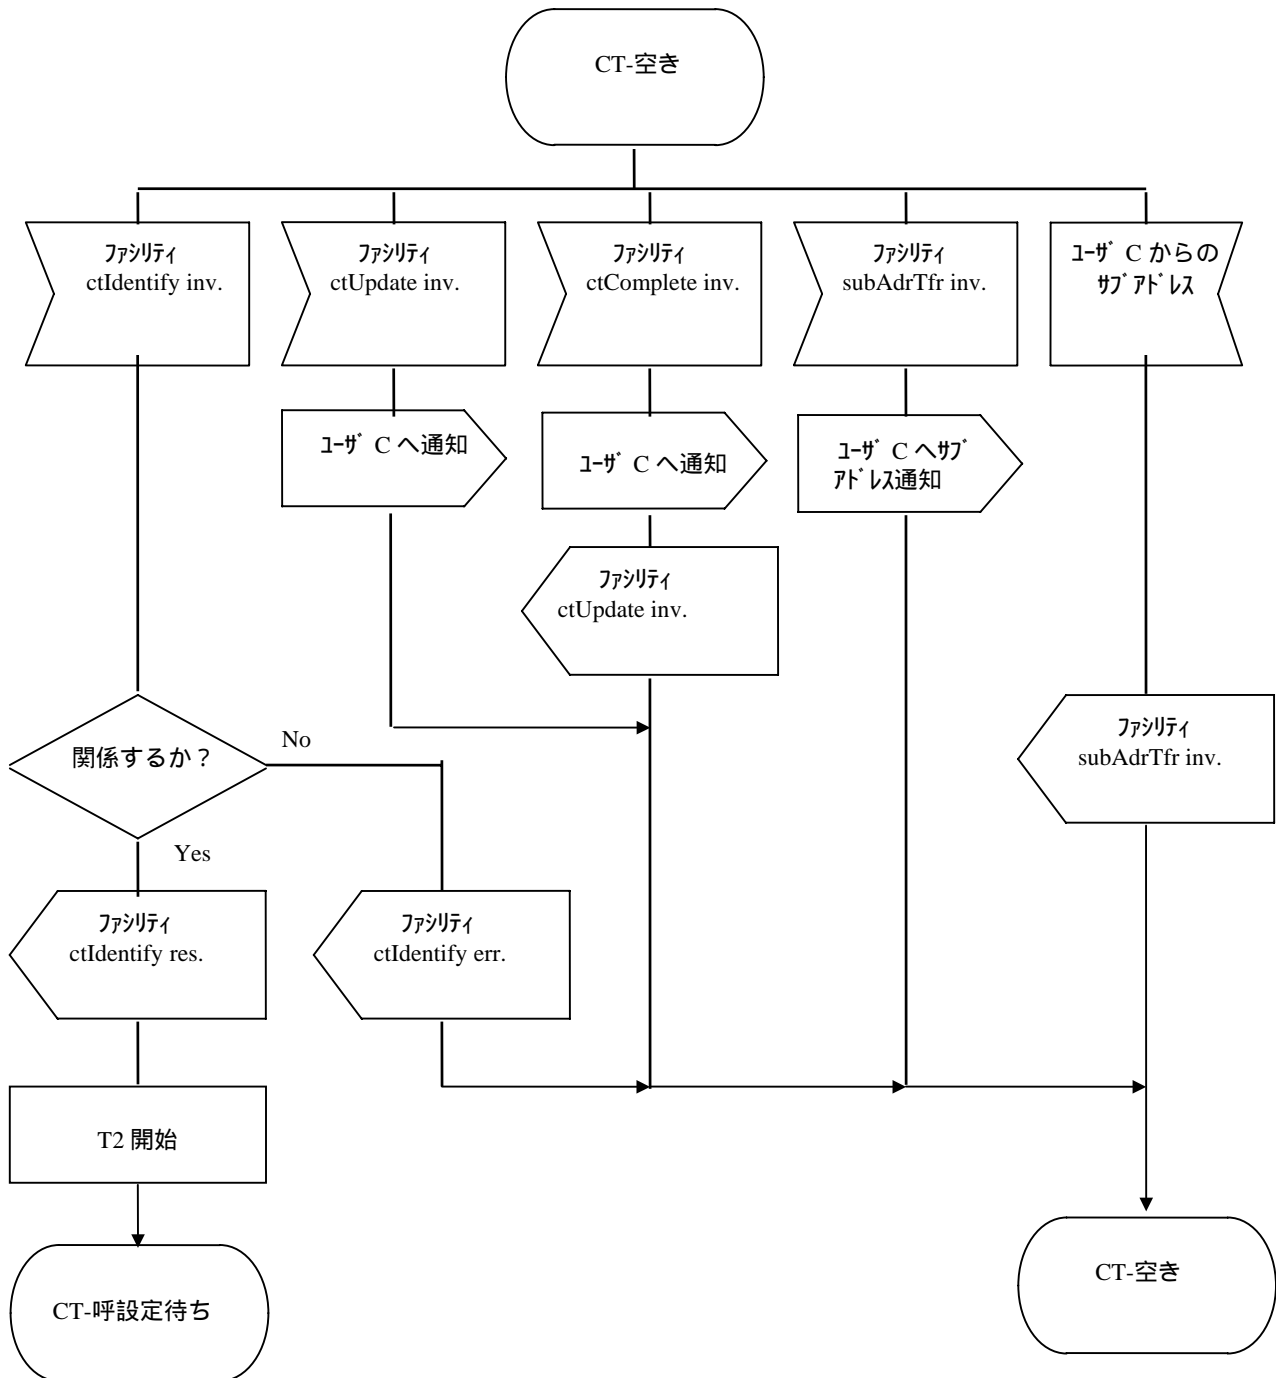 CT-空き
ファシリティ
ctIdentify inv.
ファシリティ
ctUpdate inv.
ファシリティ
ctComplete inv.
ファシリティ
subAdrTfr inv.
ユーザ C からの
サブアドレス
ユーザ C へ通知
ユーザ C へ通知
ユーザ C へサブ
アドレス通知
ファシリティ
ctUpdate inv.
関係するか？
No
Yes
ファシリティ
subAdrTfr inv.
ファシリティ
ctIdentify res.
ファシリティ
ctIdentify err.
T2 開始
CT-呼設定待ち
CT-空き